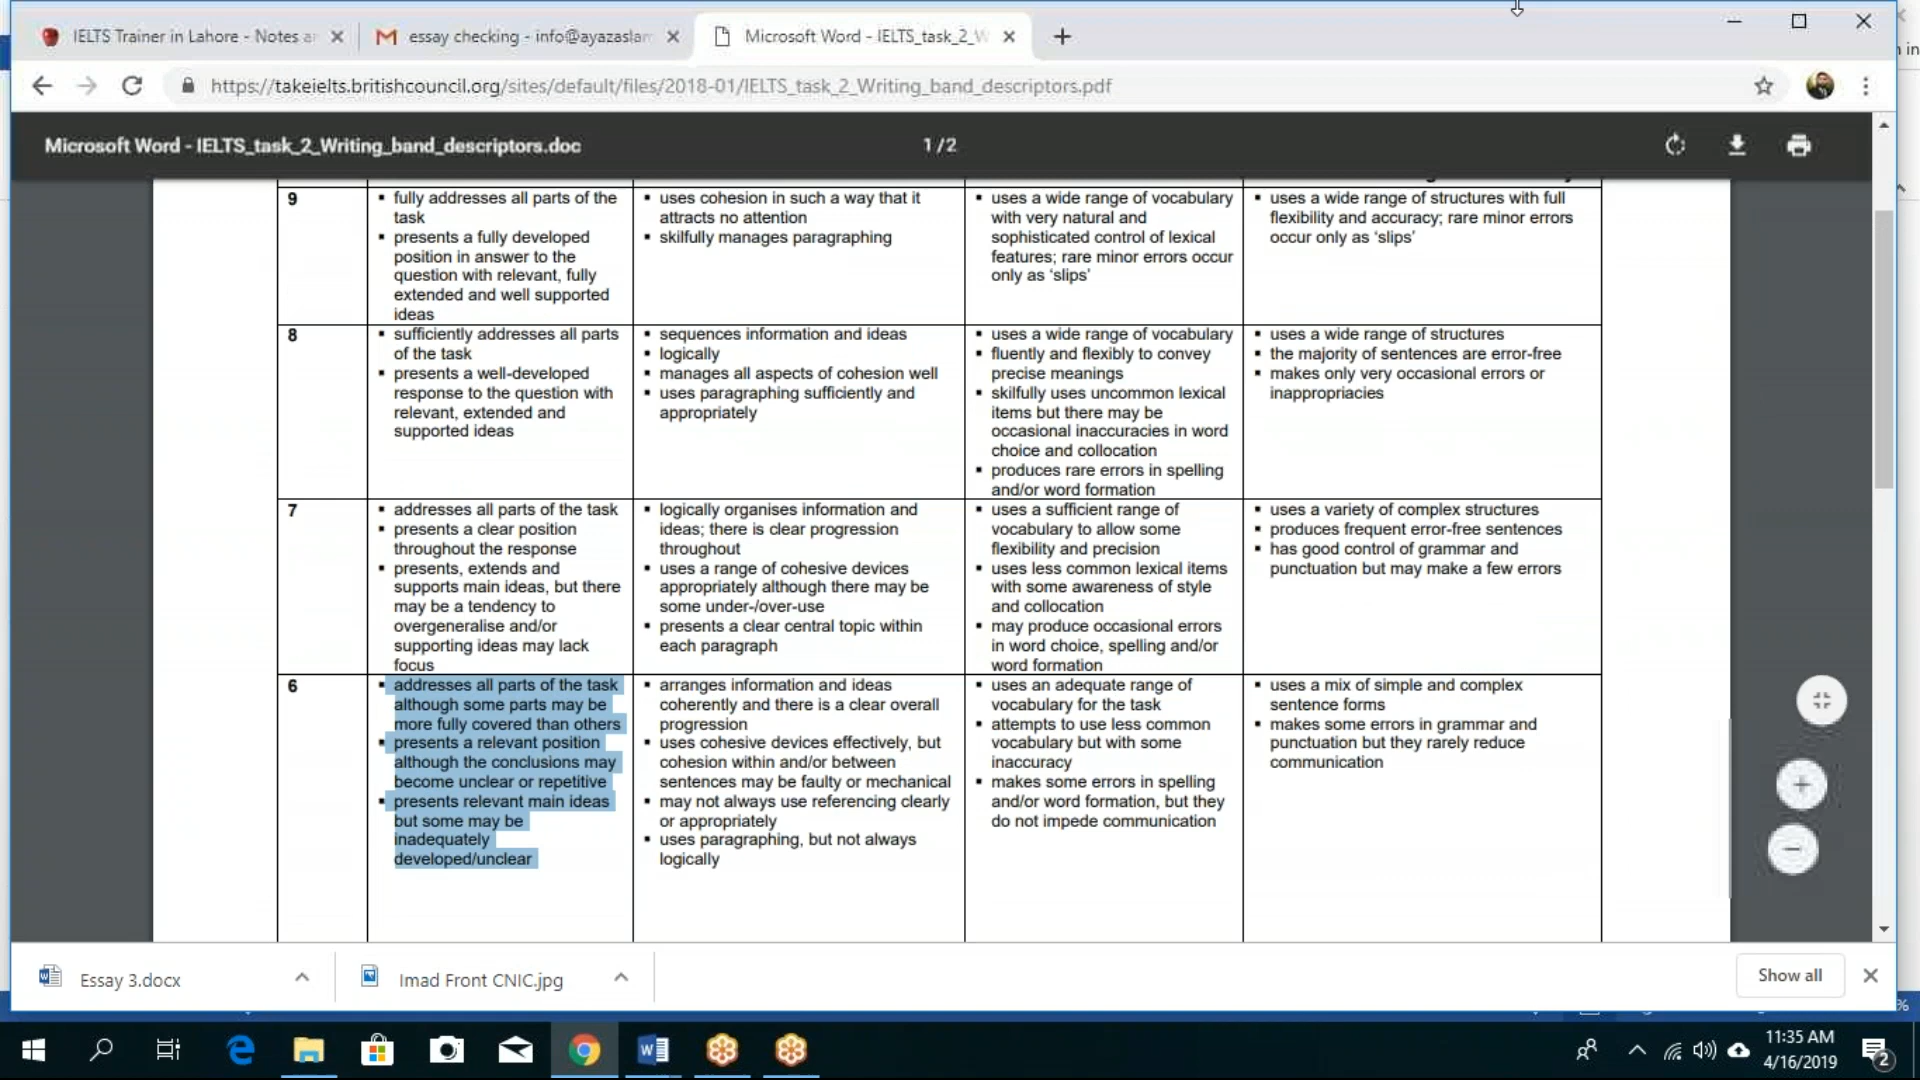 IELTS Trainer in Lahore - Notes a
essay checking - info@ayazaslam
Microsoft Word - IELTS_task_2_W
n in
https://takeielts.britishcouncil.org/sites/default/files/2018-01/IELTS_task_2_Writing_band_descriptors.pdf
Microsoft Word - IELTS_task_2_Writing_band_descriptors.doc
1 / 2
9
fully addresses all parts of the
task
presents a fully developed
position in answer to the
question with relevant, fully
extended and well supported
ideas
uses cohesion in such a way that it
attracts no attention
skilfully manages paragraphing
uses a wide range of vocabulary
with very natural and
sophisticated control of lexical
features; rare minor errors occur
only as ‘slips’
uses a wide range of structures with full
flexibility and accuracy; rare minor errors
occur only as ‘slips’
8
sufficiently addresses all parts
of the task
presents a well-developed
response to the question with
relevant, extended and
supported ideas
sequences information and ideas
logically
manages all aspects of cohesion well
uses paragraphing sufficiently and
appropriately
uses a wide range of vocabulary
fluently and flexibly to convey
precise meanings
skilfully uses uncommon lexical
items but there may be
occasional inaccuracies in word
choice and collocation
produces rare errors in spelling
and/or word formation
uses a wide range of structures
the majority of sentences are error-free
makes only very occasional errors or
inappropriacies
7
addresses all parts of the task
presents a clear position
throughout the response
presents, extends and
supports main ideas, but there
may be a tendency to
overgeneralise and/or
supporting ideas may lack
focus
logically organises information and
ideas; there is clear progression
throughout
uses a range of cohesive devices
appropriately although there may be
some under-/over-use
presents a clear central topic within
each paragraph
uses a sufficient range of
vocabulary to allow some
flexibility and precision
uses less common lexical items
with some awareness of style
and collocation
may produce occasional errors
in word choice, spelling and/or
word formation
uses a variety of complex structures
produces frequent error-free sentences
has good control of grammar and
punctuation but may make a few errors
6
addresses all parts of the task
although some parts may be
more fully covered than others
presents a relevant position
although the conclusions may
become unclear or repetitive
presents relevant main ideas
but some may be
inadequately
developed/unclear
arranges information and ideas
coherently and there is a clear overall
progression
uses cohesive devices effectively, but
cohesion within and/or between
sentences may be faulty or mechanical
may not always use referencing clearly
or appropriately
uses paragraphing, but not always
logically
uses an adequate range of
vocabulary for the task
attempts to use less common
vocabulary but with some
inaccuracy
makes some errors in spelling
and/or word formation, but they
do not impede communication
uses a mix of simple and complex
sentence forms
makes some errors in grammar and
punctuation but they rarely reduce
communication
Essay 3.docx
Imad Front CNIC.jpg
Show all
%
11:35 AM
4/16/2019
2